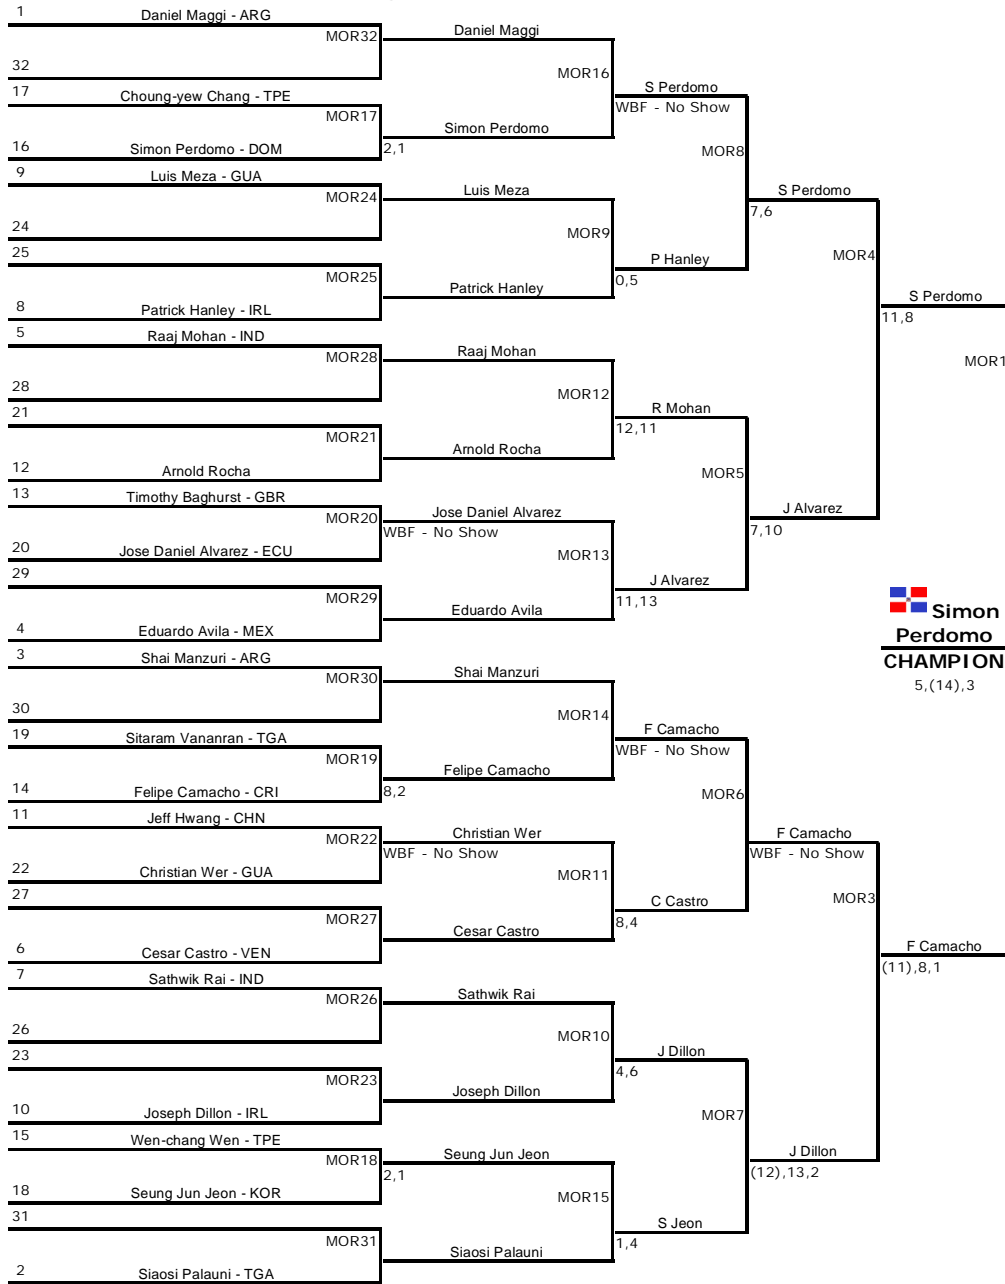 1 Daniel Maggi - ARG
MOR32
Daniel Maggi
32
MOR16
17 Choung-yew Chang - TPE
S Perdomo
WBF - No Show
MOR17
Simon Perdomo
16 Simon Perdomo - DOM
2,1
MOR8
9 Luis Meza - GUA
MOR24
Luis Meza
S Perdomo
7,6
24
MOR9
25
P Hanley
MOR4
MOR25
0,5
Patrick Hanley
8 Patrick Hanley - IRL
S Perdomo
11,8
5 Raaj Mohan - IND
MOR28
Raaj Mohan
MOR1
28
MOR12
21
R Mohan
12,11
MOR21
Arnold Rocha
12 Arnold Rocha
MOR5
13 Timothy Baghurst - GBR
MOR20
Jose Daniel Alvarez
WBF - No Show
J Alvarez
7,10
20 Jose Daniel Alvarez - ECU
MOR13
29
J Alvarez
11,13
MOR29
Eduardo Avila
4 Eduardo Avila - MEX
Simon
Perdomo
CHAMPION
5,(14),3
3 Shai Manzuri - ARG
MOR30
Shai Manzuri
30
MOR14
19 Sitaram Vananran - TGA
F Camacho
WBF - No Show
MOR19
Felipe Camacho
14 Felipe Camacho - CRI
8,2
MOR6
11 Jeff Hwang - CHN
MOR22
Christian Wer
WBF - No Show
F Camacho
WBF - No Show
22 Christian Wer - GUA
MOR11
27
C Castro
8,4
MOR3
MOR27
Cesar Castro
6 Cesar Castro - VEN
F Camacho
(11),8,1
7 Sathwik Rai - IND
MOR26
Sathwik Rai
26
MOR10
23
J Dillon
4,6
MOR23
Joseph Dillon
10 Joseph Dillon - IRL
MOR7
15 Wen-chang Wen - TPE
MOR18
Seung Jun Jeon
2,1
J Dillon
(12),13,2
18 Seung Jun Jeon - KOR
MOR15
31
S Jeon
1,4
MOR31
Siaosi Palauni
2 Siaosi Palauni - TGA